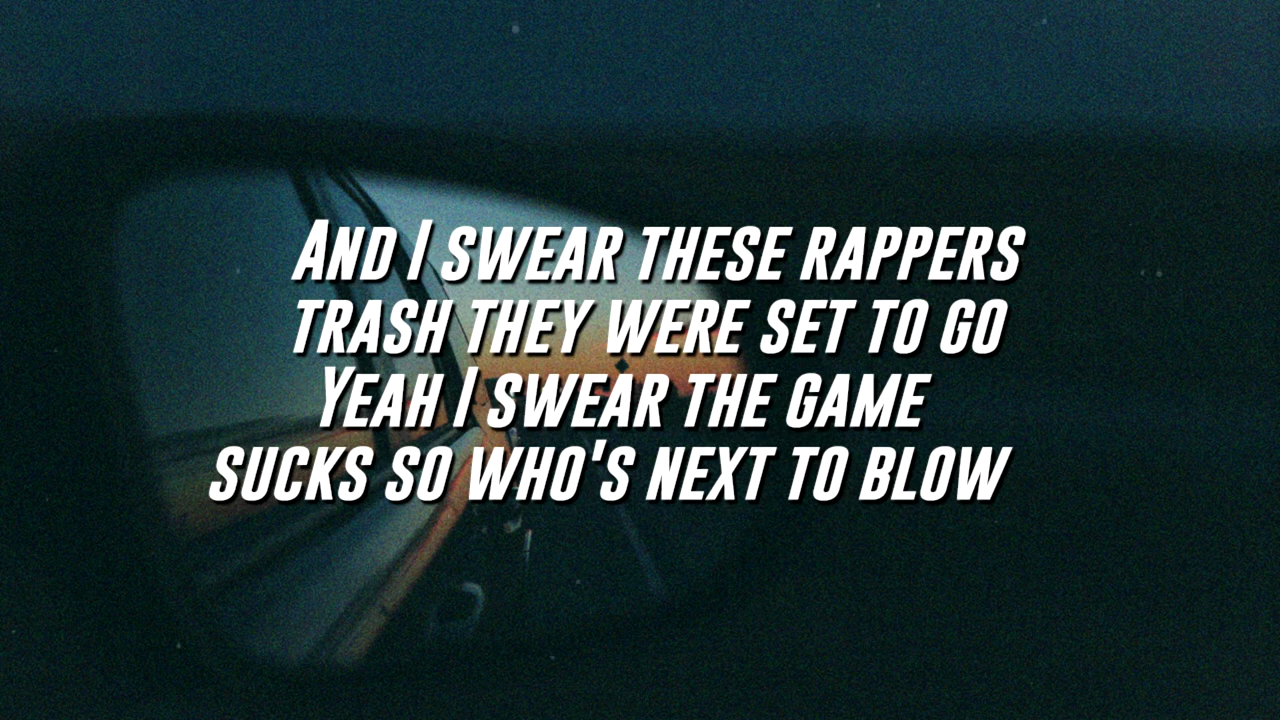 And I swear these rappers
trash they were set to go
Yeah I swear the game
sucks so who's next to blow